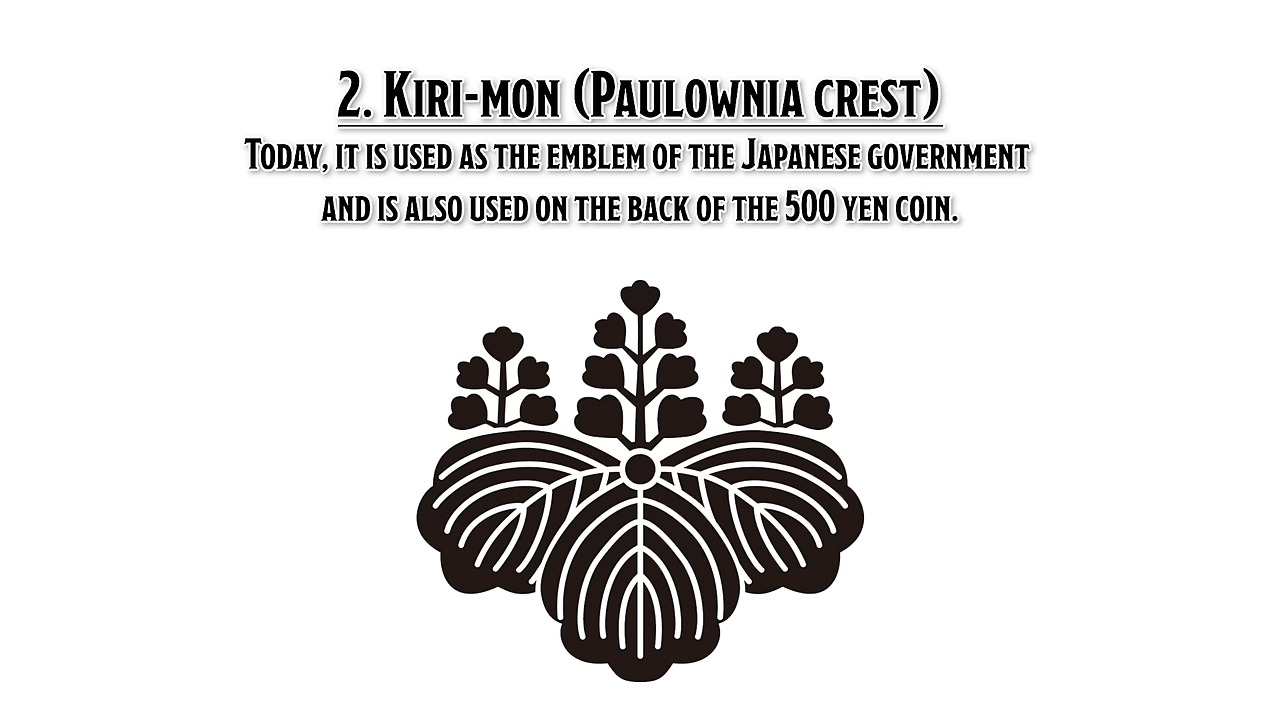 2. Kiri-mon (Paulownia crest)
Today, it is used as the emblem of the Japanese government
and is also used on the back of the 500 yen coin.